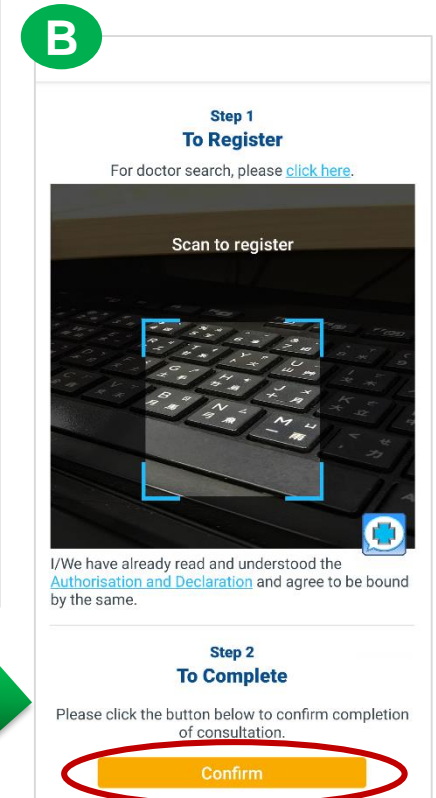 B
Step 1
To Register
For doctor search, please click here.
Scan to register
G
H
J
B
N
M
I/We have already read and understood the
Authorisation and Declaration and agree to be bound
by the same.
Step 2
To Complete
Please click the button below to confirm completion
of consultation.
Confirm